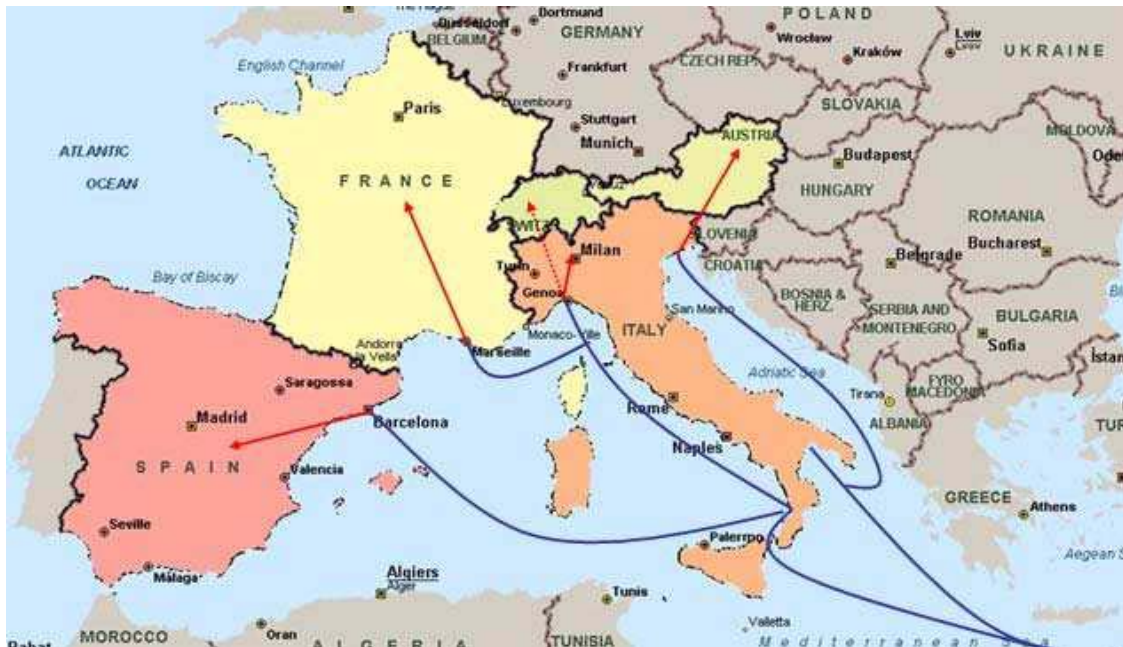 Dortmund
POLAND
Düsseldorf
BELGIUM
GERMANY
Wrocław
Lviv
Lviv
Kraków
UKRAINE
English Channel
Frankfurt
CZECH REP.
Luxembourg
SLOVAKIA
Paris
Stuttgart
Munich
AUSTRIA
MOLDOVA
ATLANTIC
OCEAN
Budapest
HUNGARY
FRANCE
ROMANIA
Bucharest
SLOVENIA
Milan
Turin
Belgrade
CROATIA
Bay of Biscay
Genoa
BOSNIA &
HERZ.
SERBIA AND
MONTENEGRO
San Marino
BULGARIA
Monaco-Ville
ITALY
Sofia
Andorra
la Vella
Marseille
Adriatic Sea
FYRO
MACEDONIA
Tirana
ALBANIA
Saragossa
Madrid
Barcelona
Rome
Naples
SPAIN
Valencia
GREECE
Athens
Seville
Palermo
Málaga
Algiers
Alger
Tunis
Valletta
Oran
MOROCCO
ALGERIA
TUNISIA
Mediterranean